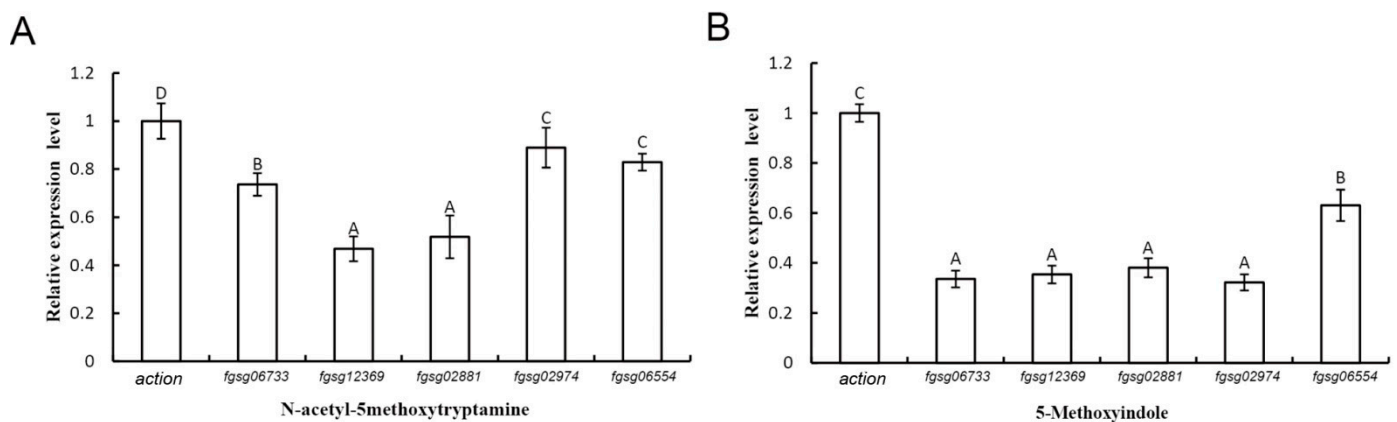 A
Relative expression level
1.2
1
0.8
0.6
0.4
0.2
0
D
B
A
A
C
C
action
fgsg06733
fgsg12369
fgsg02881
fgsg02974
fgsg06554
N-acetyl-5methoxytryptamine
B
Relative expression level
1.2
1
0.8
0.6
0.4
0.2
0
C
A
A
A
A
B
action
fgsg06733
fgsg12369
fgsg02881
fgsg02974
fgsg06554
5-Methoxyindole